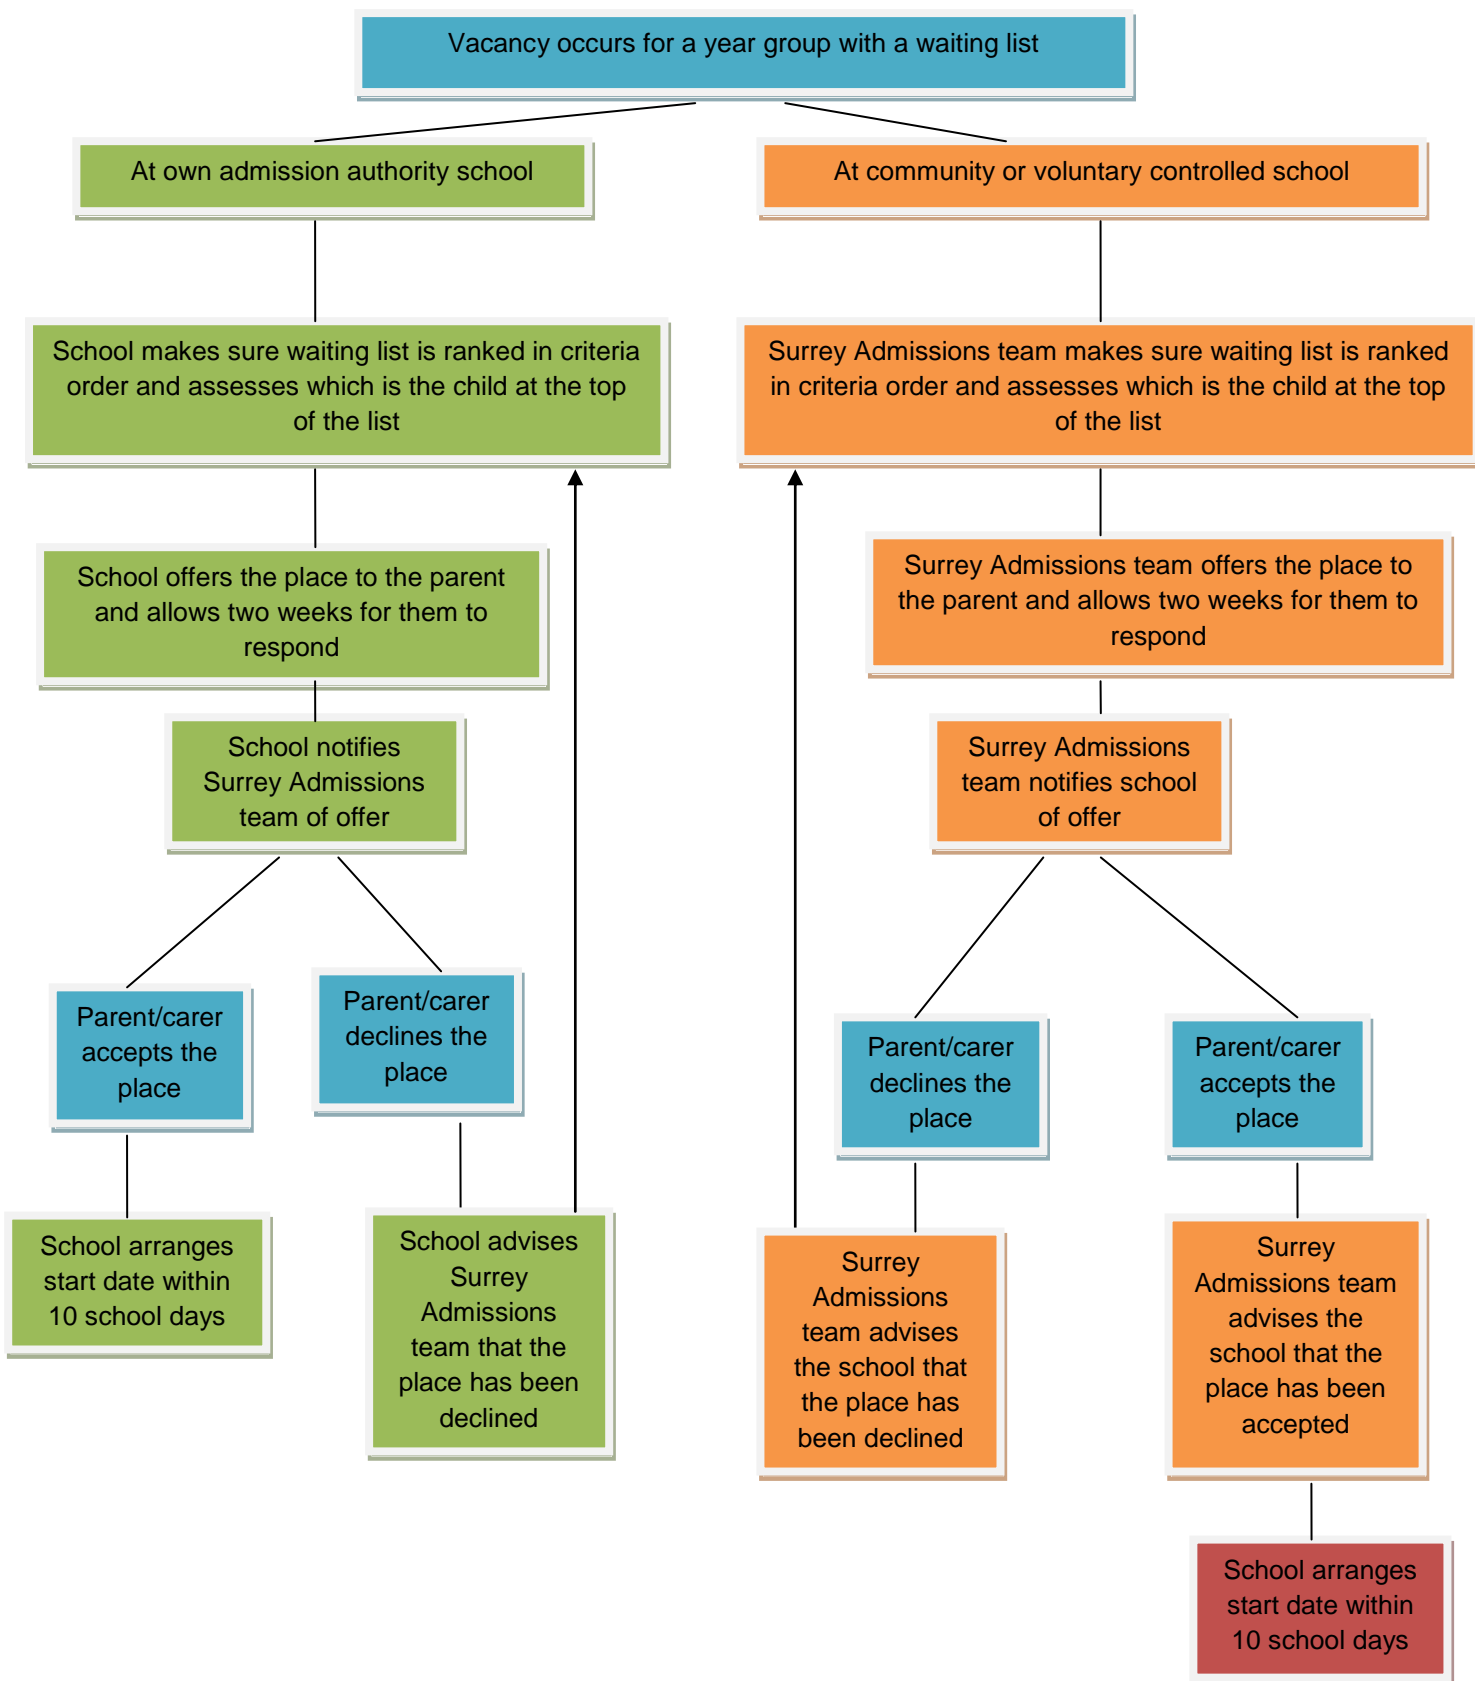 Vacancy occurs for a year group with a waiting list
At own admission authority school
At community or voluntary controlled school
School makes sure waiting list is ranked in criteria
order and assesses which is the child at the top
of the list
Surrey Admissions team makes sure waiting list is ranked
in criteria order and assesses which is the child at the top
of the list
School offers the place to the parent
and allows two weeks for them to
respond
Surrey Admissions team offers the place to
the parent and allows two weeks for them to
respond
School notifies
Surrey Admissions
team of offer
Surrey Admissions
team notifies school
of offer
Parent/carer
accepts the
place
Parent/carer
declines the
place
Parent/carer
declines the
place
Parent/carer
accepts the
place
School arranges
start date within
10 school days
School advises
Surrey
Admissions
team that the
place has been
declined
Surrey
Admissions
team advises
the school that
the place has
been declined
Surrey
Admissions team
advises the
school that the
place has been
accepted
School arranges
start date within
10 school days